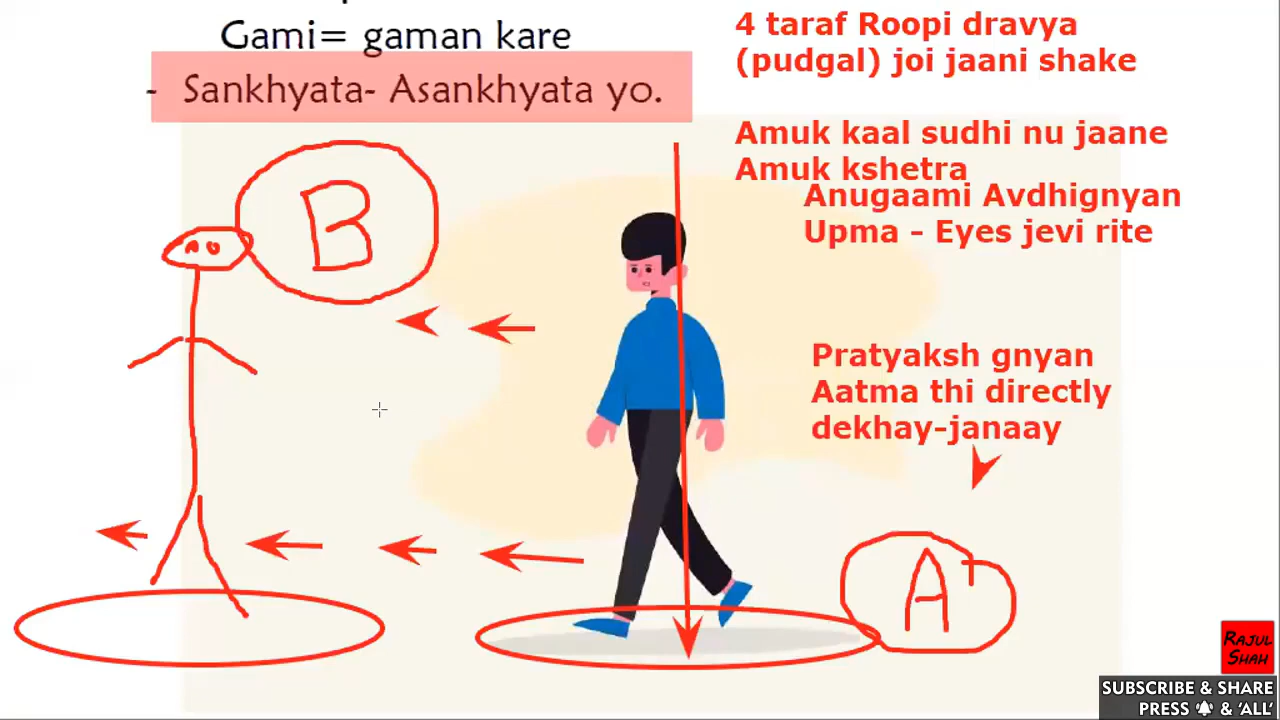 Gami= gaman kare
- Sankhyata- Asankhyata yo.
4 taraf Roopi dravya
(pudgal) joi jaani shake
Amuk kaal sudhi nu jaane
Amuk kshetra
Anugaami Avdhignyan
Upma - Eyes jevi rite
B
Pratyaksh gnyan
Aatma thi directly
dekhay-janaay
A
RAJUL
SHAH
SUBSCRIBE & SHARE
PRESS 🔔 & 'ALL'